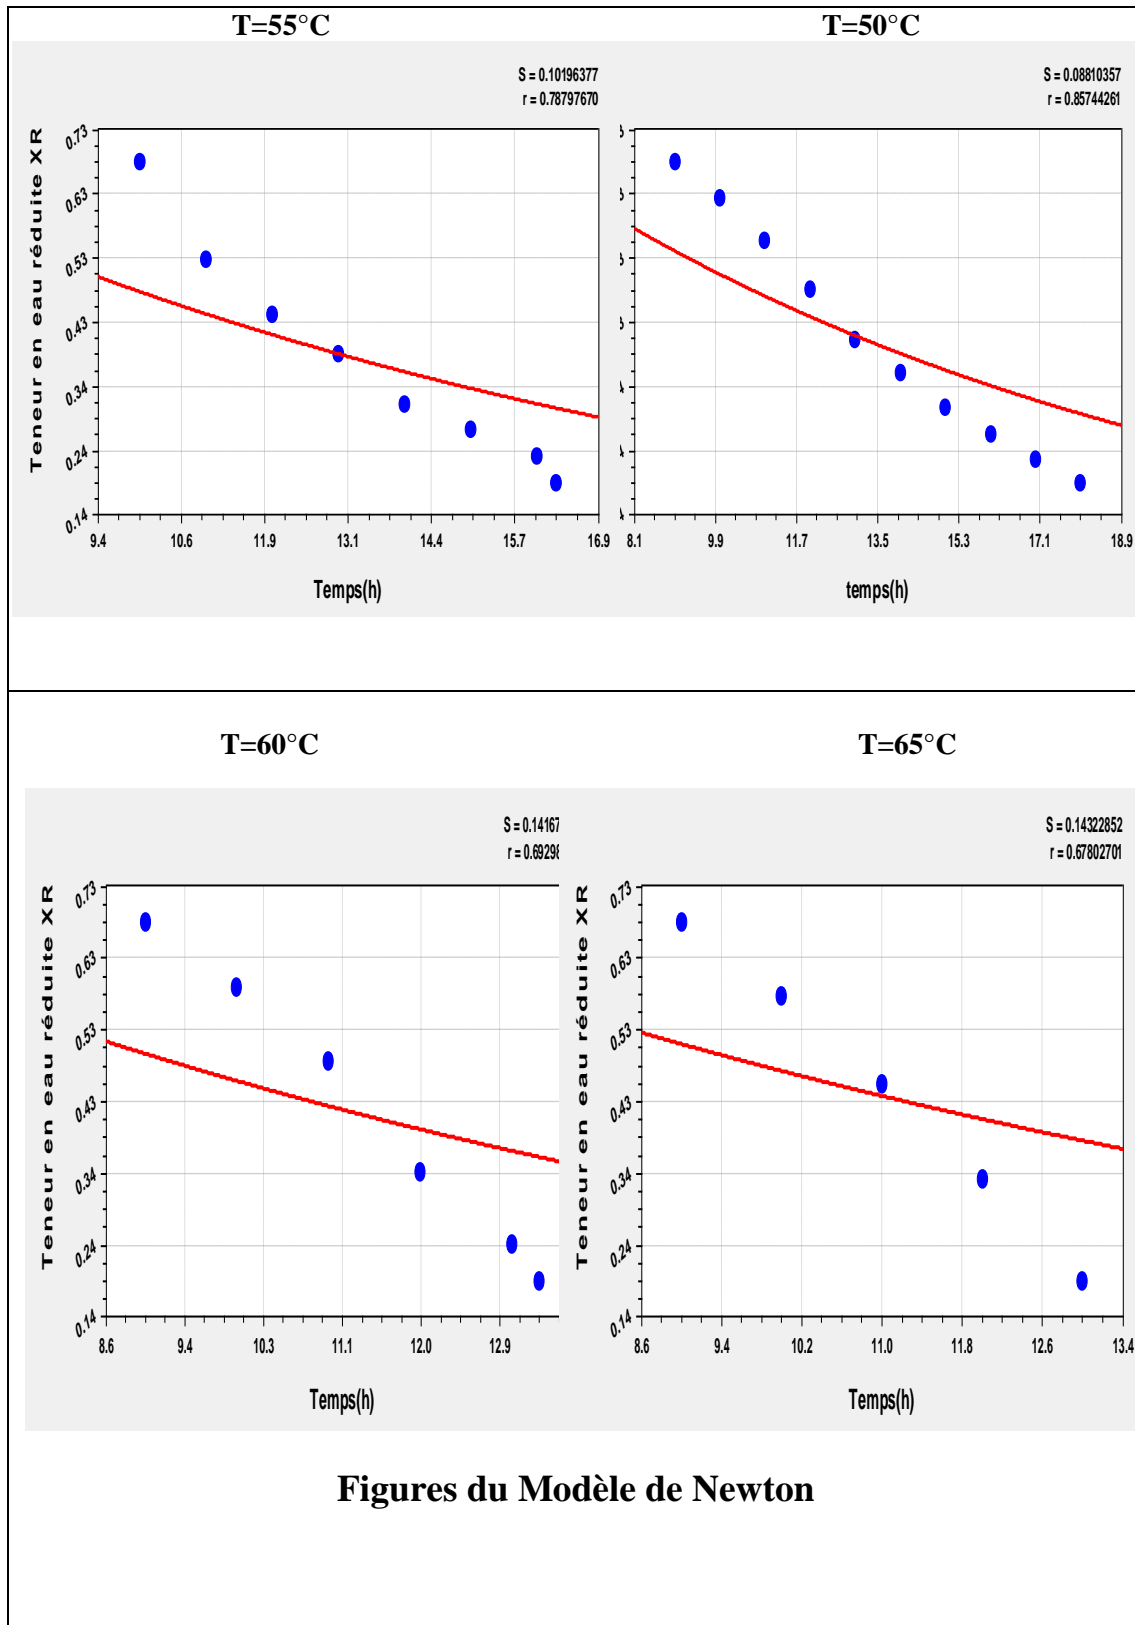 T=55°C
T=50°C
S = 0.10196377
r = 0.78797670
S = 0.08810357
r = 0.85744261
Teneur en eau réduite XR
0.73
0.63
0.53
0.43
0.34
0.24
0.14
9.4 10.6 11.9 13.1 14.4 15.7 16.9
Temps(h)
8.1 9.9 11.7 13.5 15.3 17.1 18.9
temps(h)
T=60°C
T=65°C
S = 0.14167
r = 0.69298
S = 0.14322852
r = 0.67802701
Teneur en eau réduite XR
0.73
0.63
0.53
0.43
0.34
0.24
0.14
8.6 9.4 10.3 11.1 12.0 12.9
Temps(h)
Teneur en eau réduite XR
0.73
0.63
0.53
0.43
0.34
0.24
0.14
8.6 9.4 10.2 11.0 11.8 12.6 13.4
Temps(h)
Figures du Modèle de Newton